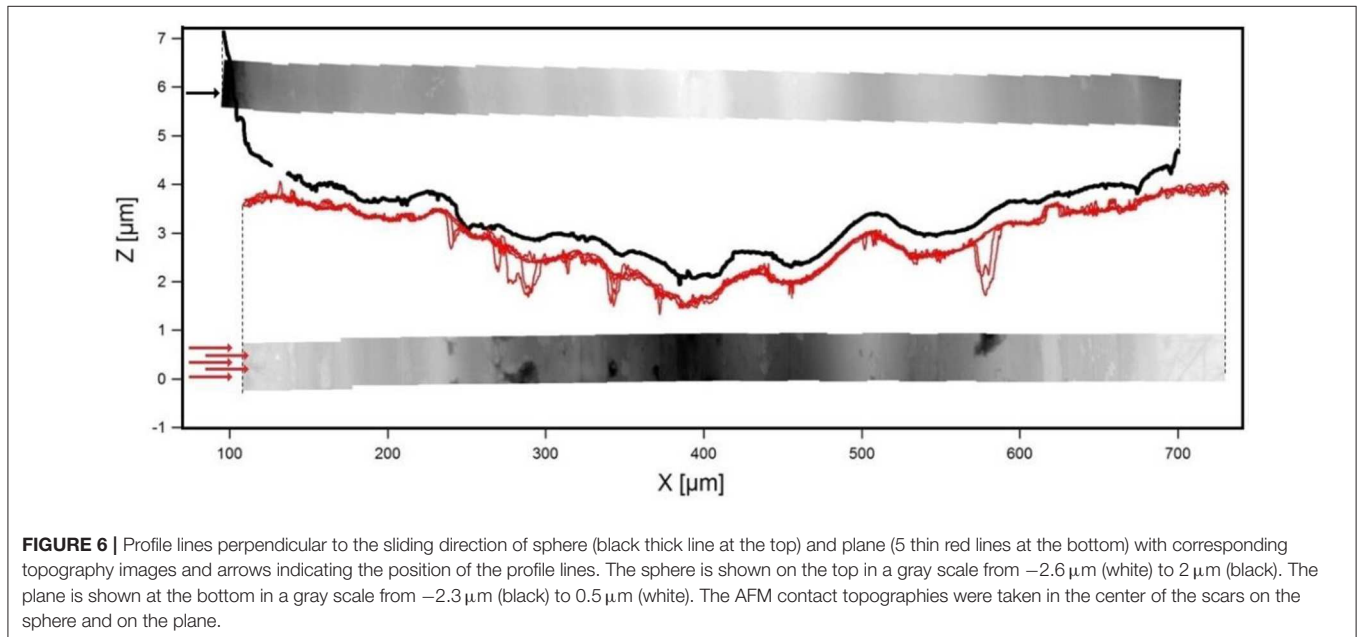 7
6
5
4
3
2
1
0
-1
Z [µm]
100 200 300 400 500 600 700
X [µm]
FIGURE 6 | Profile lines perpendicular to the sliding direction of sphere (black thick line at the top) and plane (5 thin red lines at the bottom) with corresponding
topography images and arrows indicating the position of the profile lines. The sphere is shown on the top in a gray scale from −2.6 µm (white) to 2 µm (black). The
plane is shown at the bottom in a gray scale from −2.3 µm (black) to 0.5 µm (white). The AFM contact topographies were taken in the center of the scars on the
sphere and on the plane.